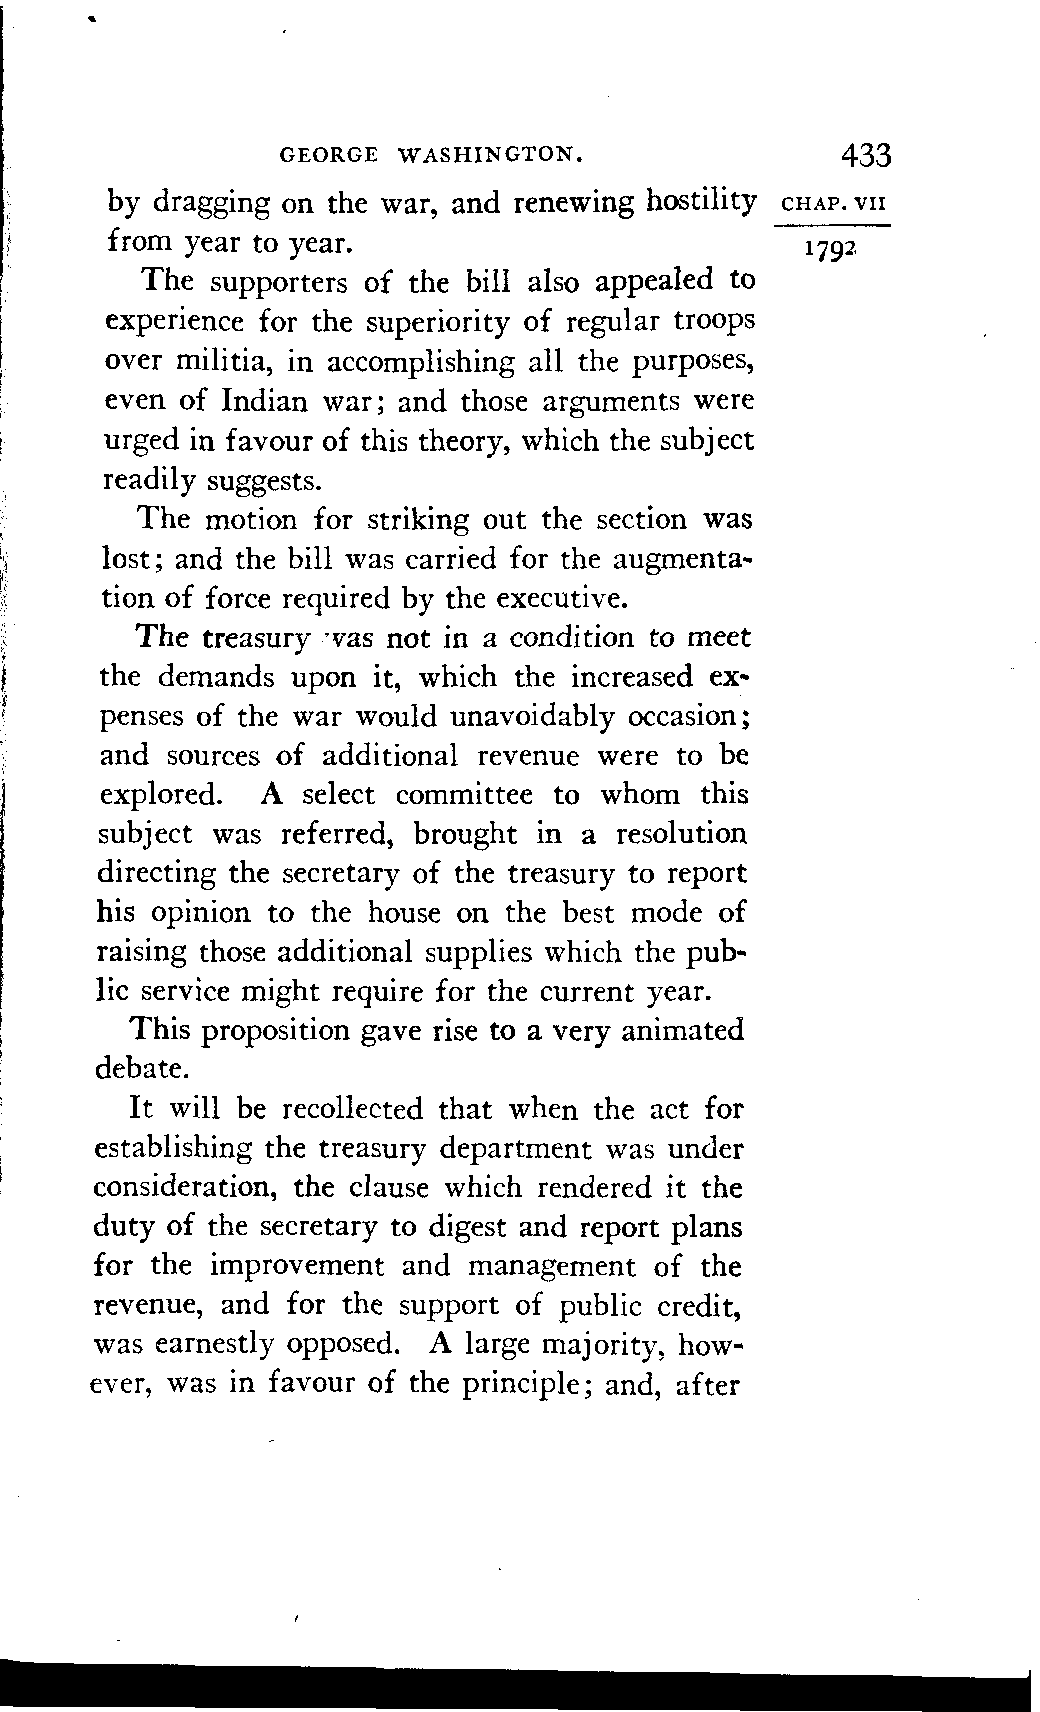 GEORGE WASHINGTON. 433
by dragging on the war, and renewing hostility CHAP. VII
from year to year. 1792
The supporters of the bill also appealed to
experience for the superiority of regular troops
over militia, in accomplishing all the purposes,
even of Indian war; and those arguments were
urged in favour of this theory, which the subject
readily suggests.
The motion for striking out the section was
lost; and the bill was carried for the augmenta-
tion of force required by the executive.
The treasury was not in a condition to meet
the demands upon it, which the increased ex-
penses of the war would unavoidably occasion;
and sources of additional revenue were to be
explored. A select committee to whom this
subject was referred, brought in a resolution
directing the secretary of the treasury to report
his opinion to the house on the best mode of
raising those additional supplies which the pub-
lic service might require for the current year.
This proposition gave rise to a very animated
debate.
It will be recollected that when the act for
establishing the treasury department was under
consideration, the clause which rendered it the
duty of the secretary to digest and report plans
for the improvement and management of the
revenue, and for the support of public credit,
was earnestly opposed. A large majority, how-
ever, was in favour of the principle; and, after